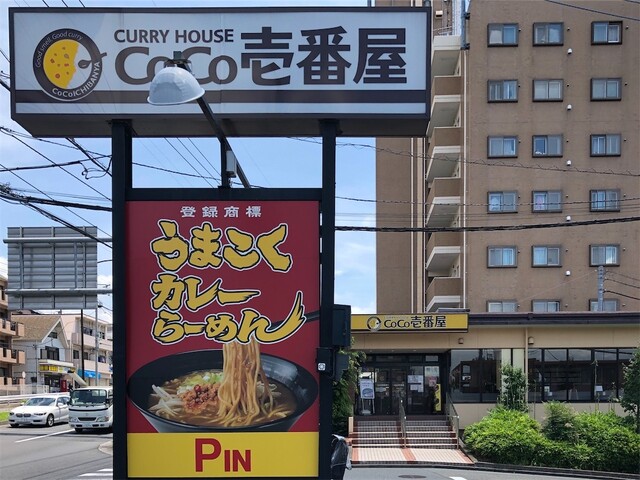 CURRY HOUSE
CoCo壱番屋
Good smell, Good curry
CoCoICHIBANYA
登録商標
うまこく
カレー
らーめん
PIN
CoCo壱番屋